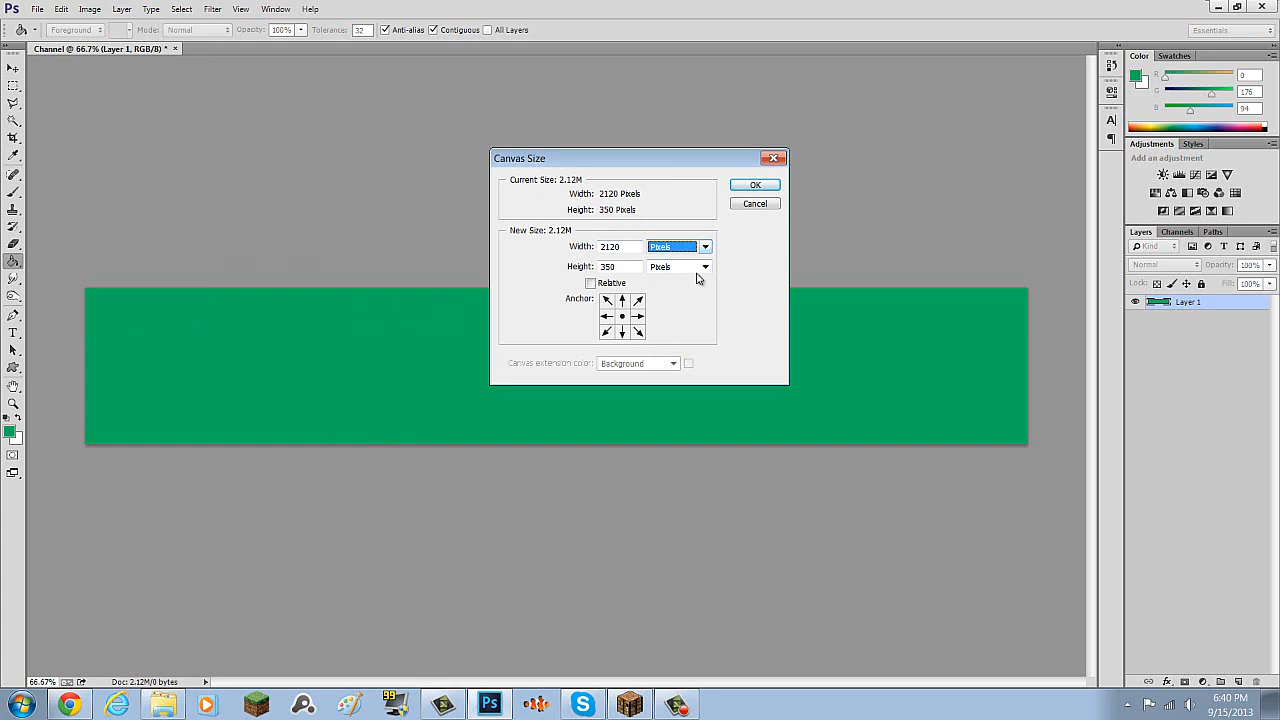 Ps File Edit Image Layer Type Select Filter View Window Help
Foreground Mode: Normal Opacity: 100% Tolerance: 32 Anti-alias Contiguous All Layers Essentials
Channel @ 66.7% (Layer 1, RGB/8) * ×
Color Swatches
R 0
G 176
B 94
Adjustments Styles
Add an adjustment
Layers Channels Paths
Kind
Normal Opacity: 100%
Lock: Fill: 100%
Layer 1
Canvas Size
Current Size: 2.12M
Width: 2120 Pixels
Height: 350 Pixels
OK
Cancel
New Size: 2.12M
Width: 2120 Pixels
Height: 350 Pixels
Relative
Anchor:
Canvas extension color: Background
66.67% Doc: 2.12M/0 bytes
99
Ps
6:40 PM
9/15/2013